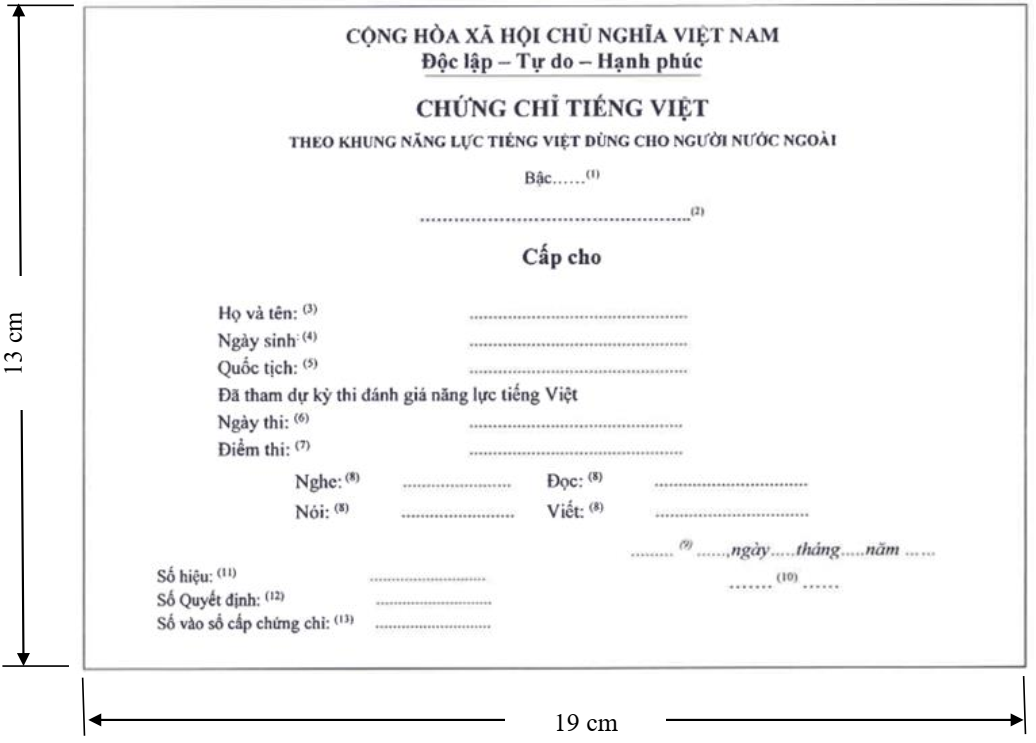 CỘNG HÒA XÃ HỘI CHỦ NGHĨA VIỆT NAM
Độc lập – Tự do – Hạnh phúc
CHỨNG CHỈ TIẾNG VIỆT
THEO KHUNG NĂNG LỰC TIẾNG VIỆT DÙNG CHO NGƯỜI NƯỚC NGOÀI
Bậc......(1)
..................................................(2)
Cấp cho
Họ và tên: (3) ..................................................
Ngày sinh: (4) ..................................................
Quốc tịch: (5) ..................................................
Đã tham dự kỳ thi đánh giá năng lực tiếng Việt
Ngày thi: (6) ..................................................
Điểm thi: (7) ..................................................
Nghe: (8) ......................... Đọc: (8) ...................................
Nói: (8) ......................... Viết: (8) ...................................
......... (9) ......,ngày.....tháng.....năm ......
....... (10) ......
Số hiệu: (11) ...........................
Số Quyết định: (12) ...........................
Số vào sổ cấp chứng chỉ: (13) ...........................
13 cm
19 cm